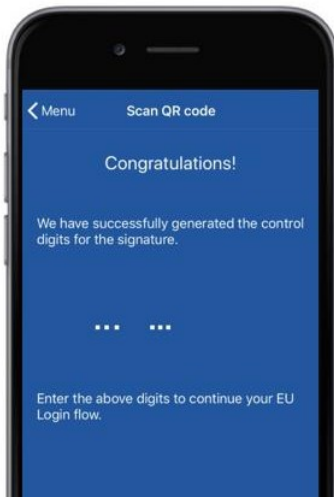 Menu
Scan QR code
Congratulations!
We have successfully generated the control
digits for the signature.
... ...
Enter the above digits to continue your EU
Login flow.